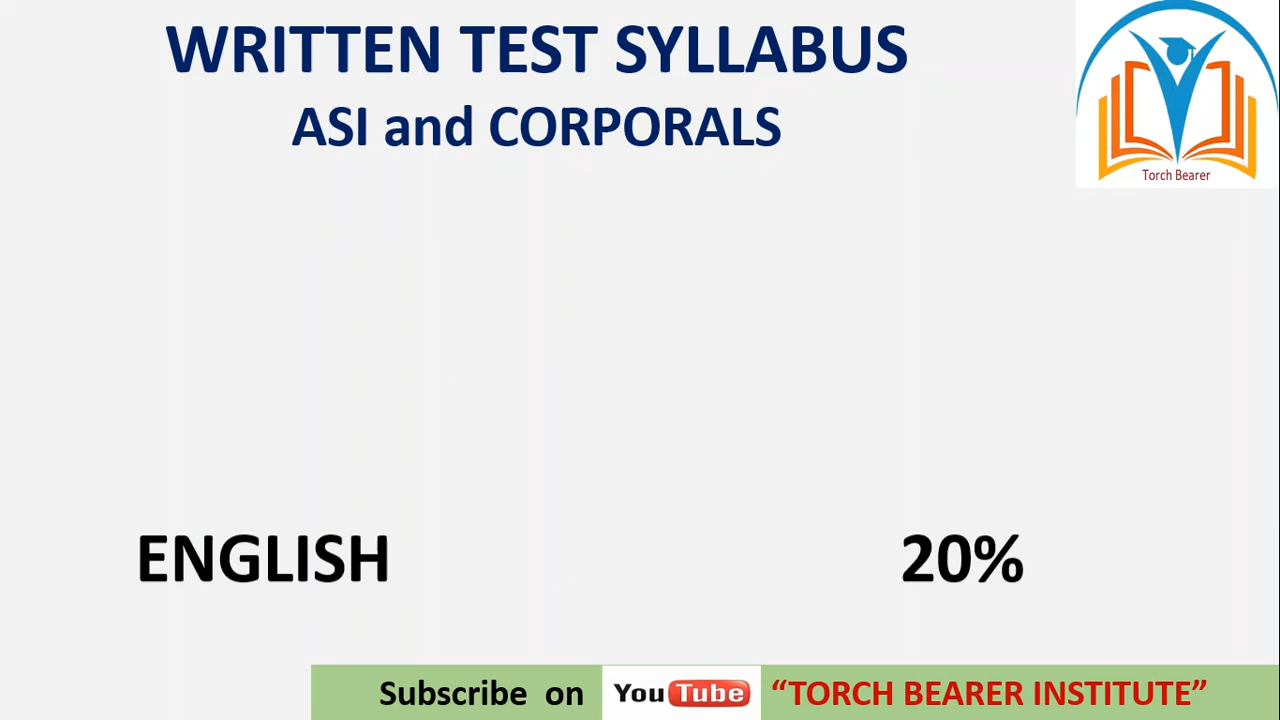 WRITTEN TEST SYLLABUS
ASI and CORPORALS
Torch Bearer
ENGLISH 20%
Subscribe on YouTube “TORCH BEARER INSTITUTE”